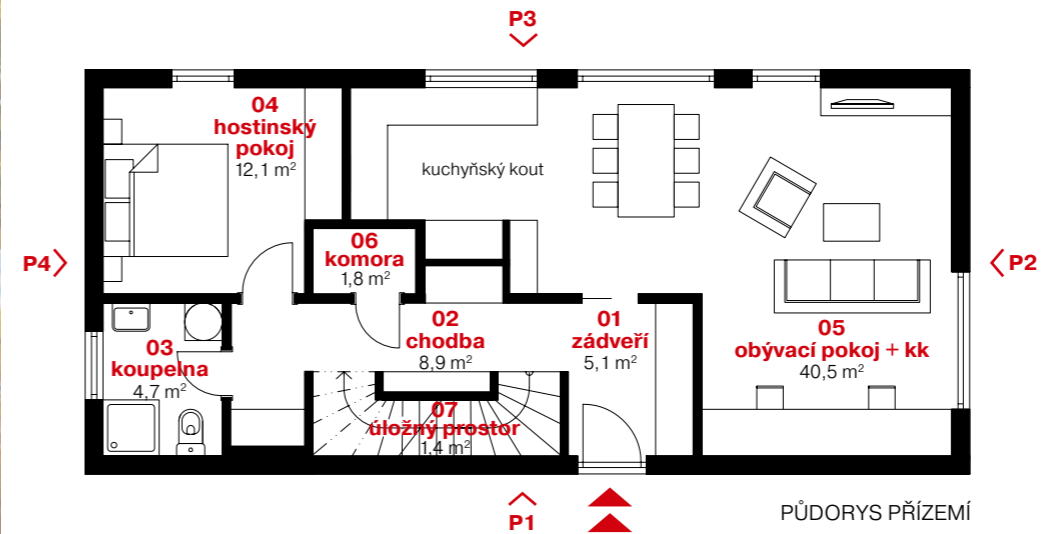 P3
04
hostinský
pokoj
12,1 m²
kuchyňský kout
06
komora
1,8 m²
P4
P2
02
chodba
8,9 m²
01
zádveří
5,1 m²
05
obývací pokoj + kk
40,5 m²
03
koupelna
4,7 m²
07
úložný prostor
1,4 m²
P1
PŮDORYS PŘÍZEMÍ